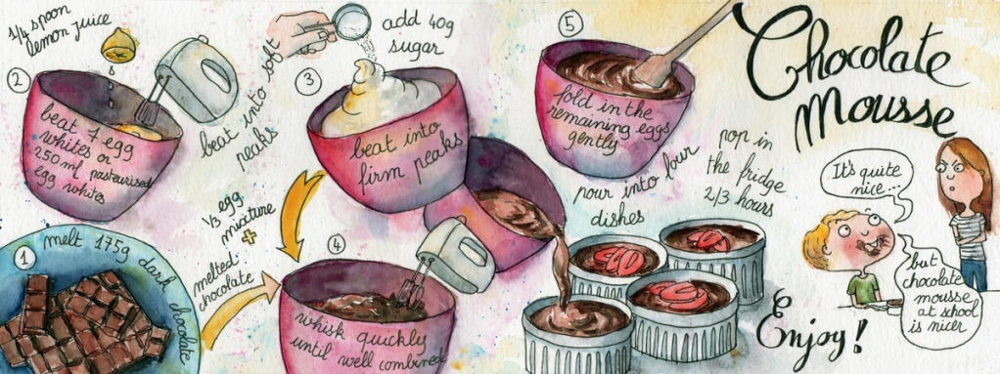 Chocolate
Mousse
1
melt 175g dark chocolate
2
1/4 spoon
lemon juice
beat 7 egg
whites or
250 ml pasteurised
egg whites
beat into soft
peaks
3
add 40g
sugar
beat into
firm peaks
1/3 egg
mixture
+
melted
chocolate
4
whisk quickly
until well combined
5
fold in the
remaining eggs
gently
pour into four
dishes
pop in
the fridge
2/3 hours
It's quite
nice...
but
chocolate
mousse
at school
is nicer
Enjoy!